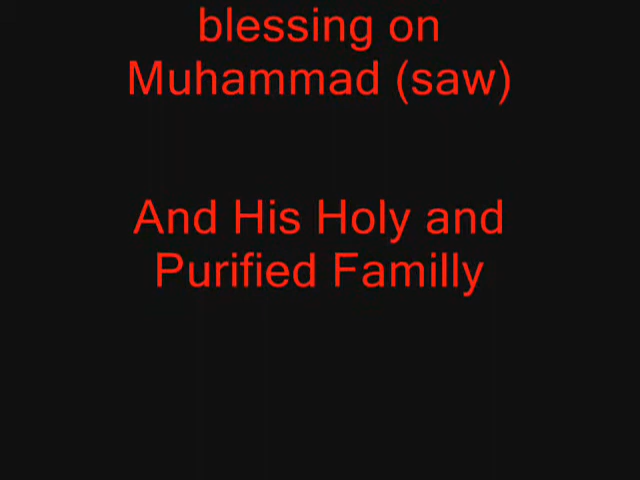 blessing on
Muhammad (saw)
And His Holy and
Purified Familly